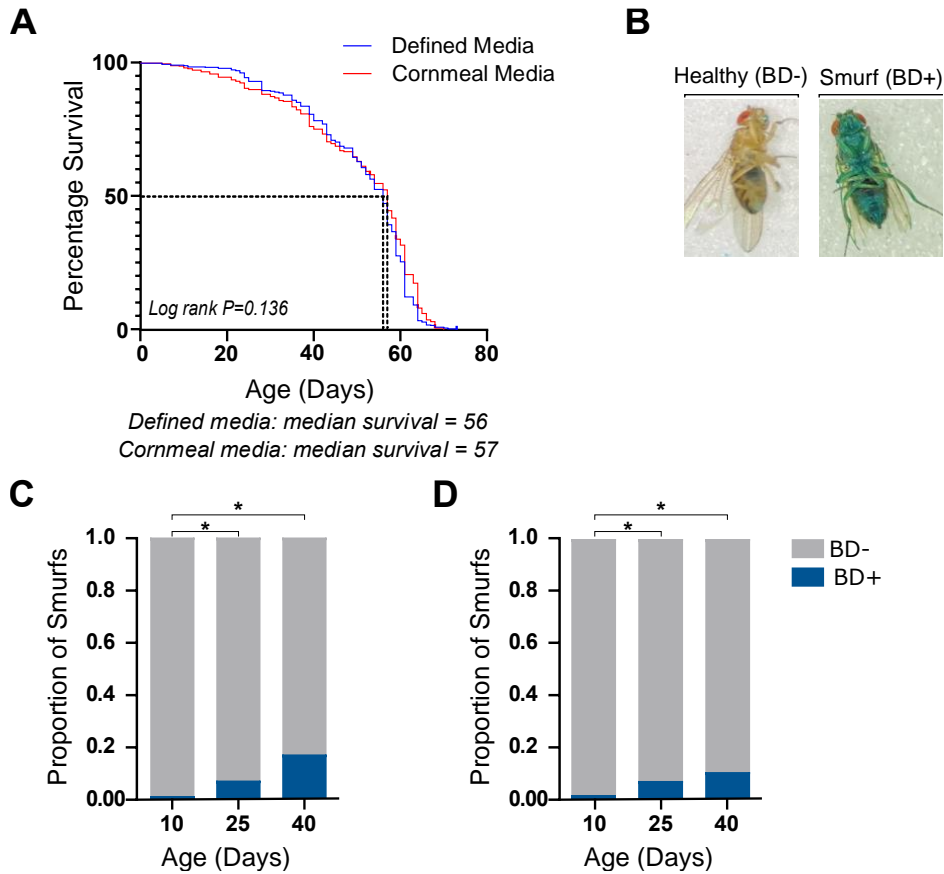 A
Defined Media
Cornmeal Media
Percentage Survival
100
50
0
Log rank P=0.136
0 20 40 60 80
Age (Days)
Defined media: median survival = 56
Cornmeal media: median survival = 57
B
Healthy (BD-) Smurf (BD+)
C
* *
Proportion of Smurfs
1.0
0.8
0.6
0.4
0.2
0.00
10 25 40
Age (Days)
D
* *
Proportion of Smurfs
1.0
0.8
0.6
0.4
0.2
0.00
10 25 40
Age (Days)
BD-
BD+